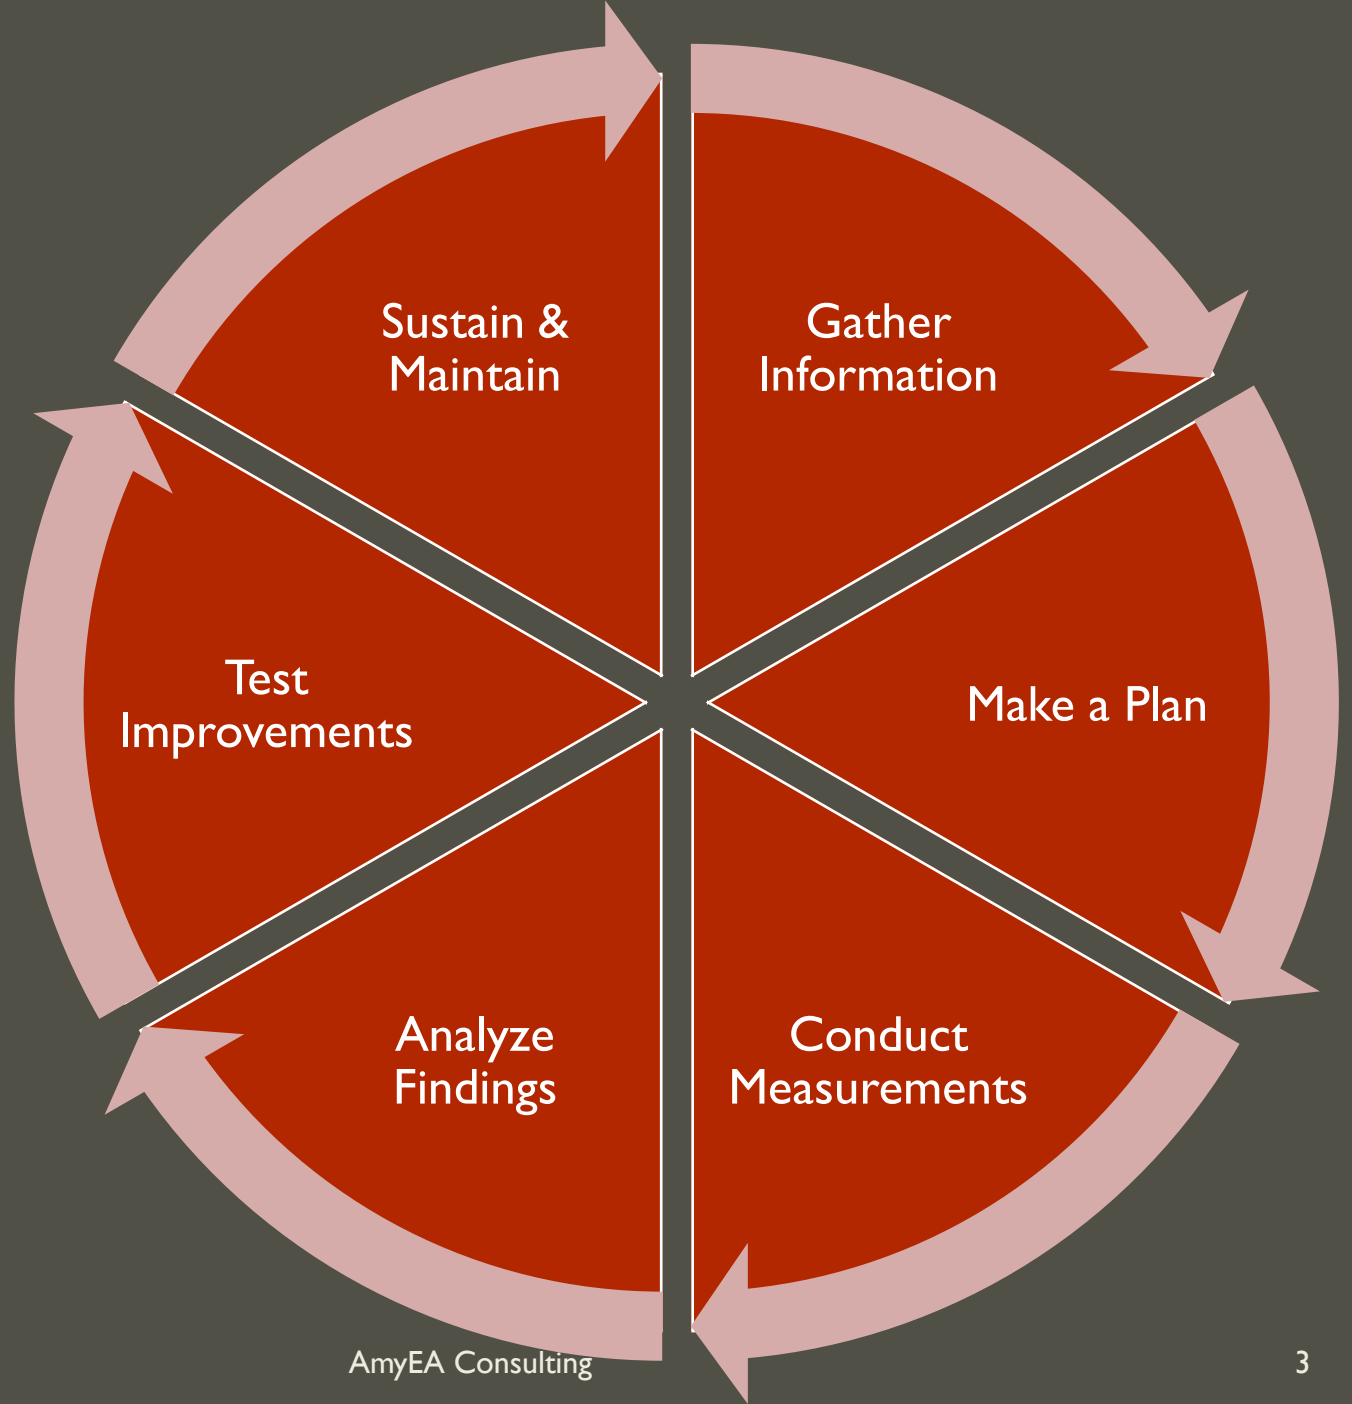 Sustain &
Maintain
Gather
Information
Test
Improvements
Make a Plan
Analyze
Findings
Conduct
Measurements
AmyEA Consulting
3